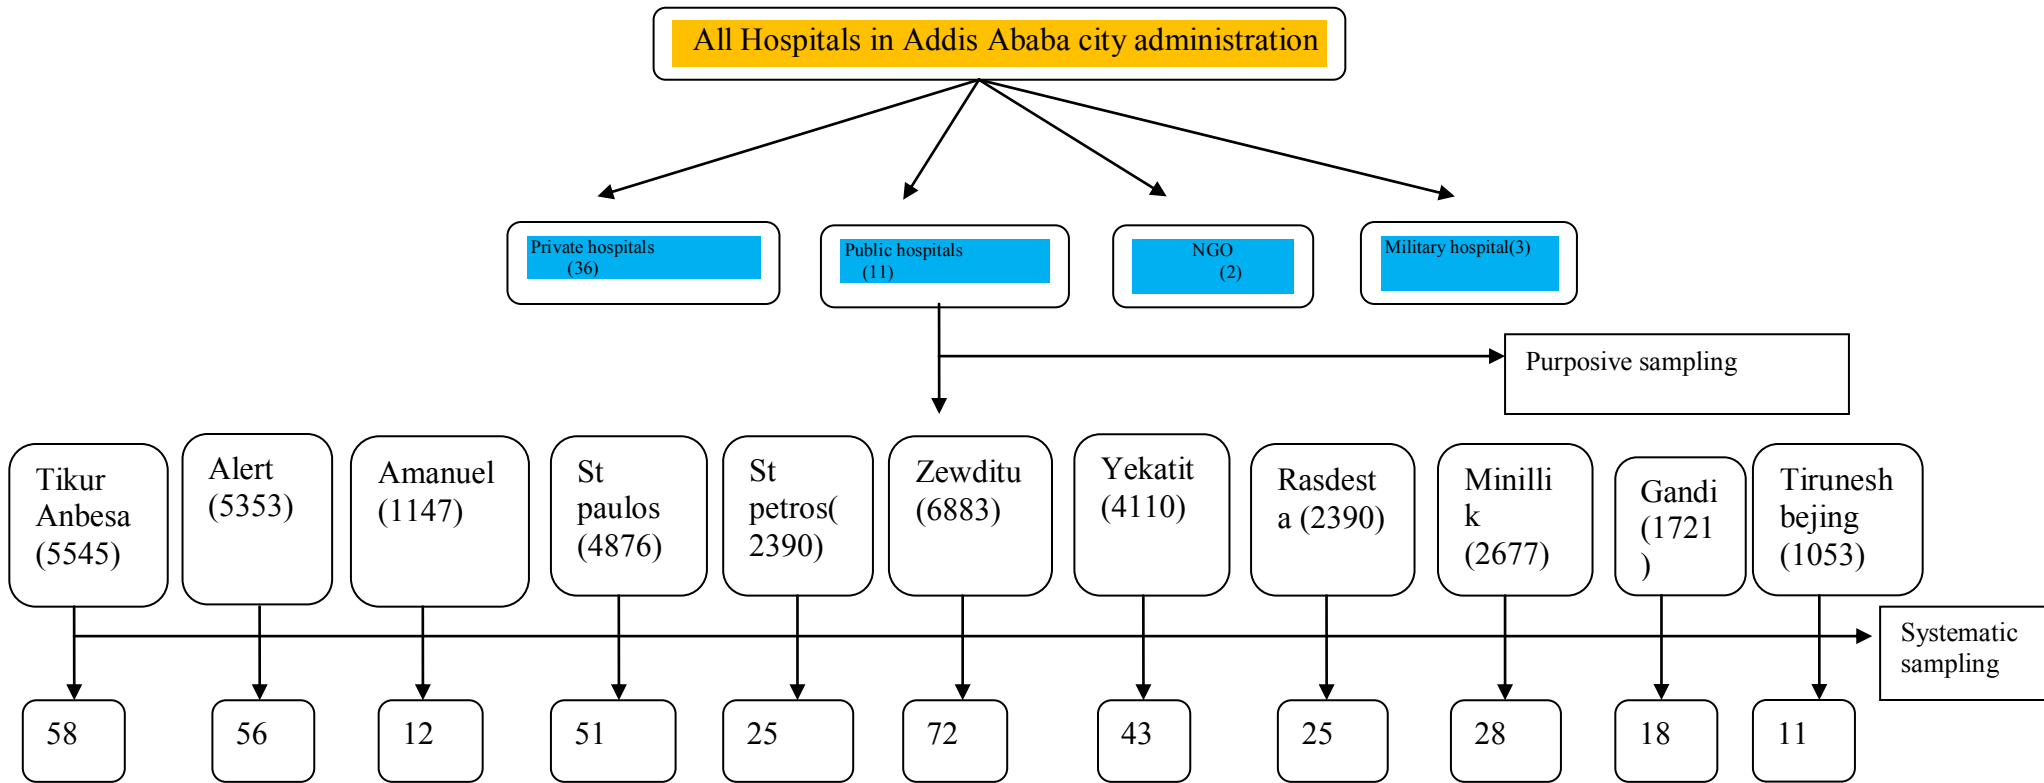 All Hospitals in Addis Ababa city administration
Private hospitals
(36)
Public hospitals
(11)
NGO
(2)
Military hospital(3)
Purposive sampling
Tikur
Anbesa
(5545)
Alert
(5353)
Amanuel
(1147)
St
paulos
(4876)
St
petros(
2390)
Zewditu
(6883)
Yekatit
(4110)
Rasdest
a (2390)
Minilli
k
(2677)
Gandi
(1721
)
Tirunesh
bejing
(1053)
Systematic
sampling
58
56
12
51
25
72
43
25
28
18
11